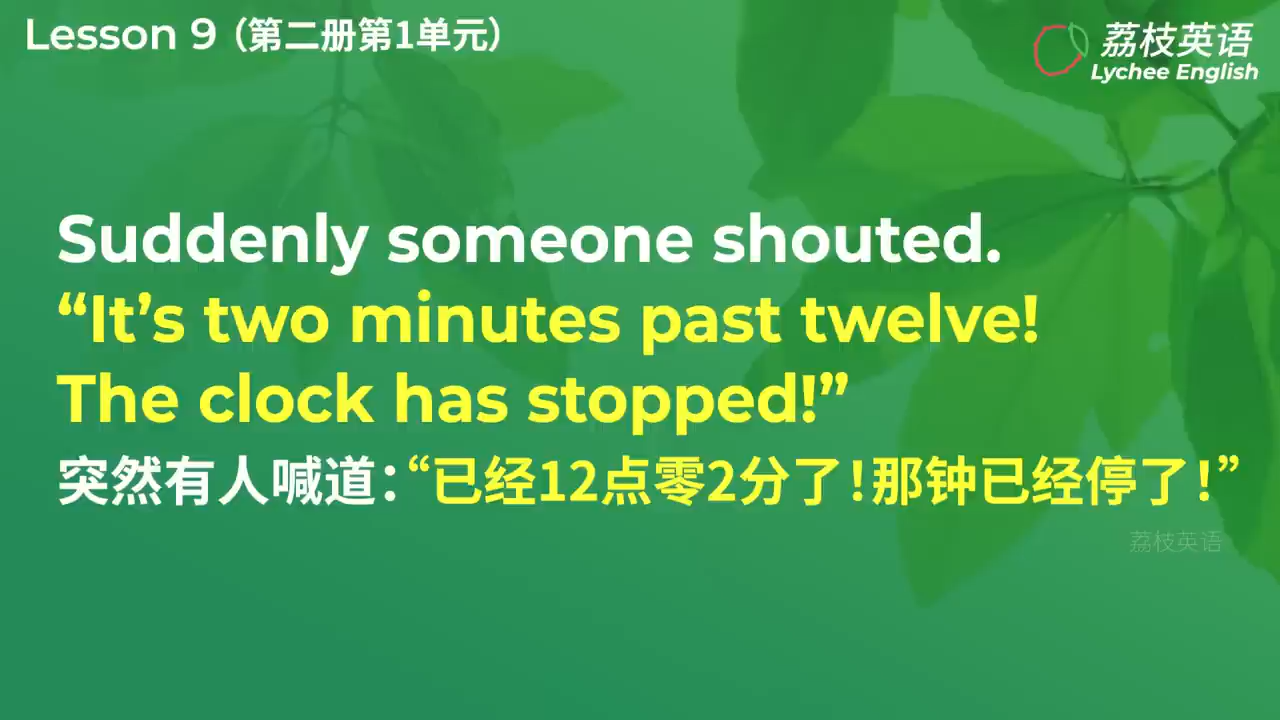 Lesson 9（第二册第1单元）
荔枝英语
Lychee English
Suddenly someone shouted.
“It’s two minutes past twelve!
The clock has stopped!”
突然有人喊道：“已经12点零2分了！那钟已经停了！”
荔枝英语